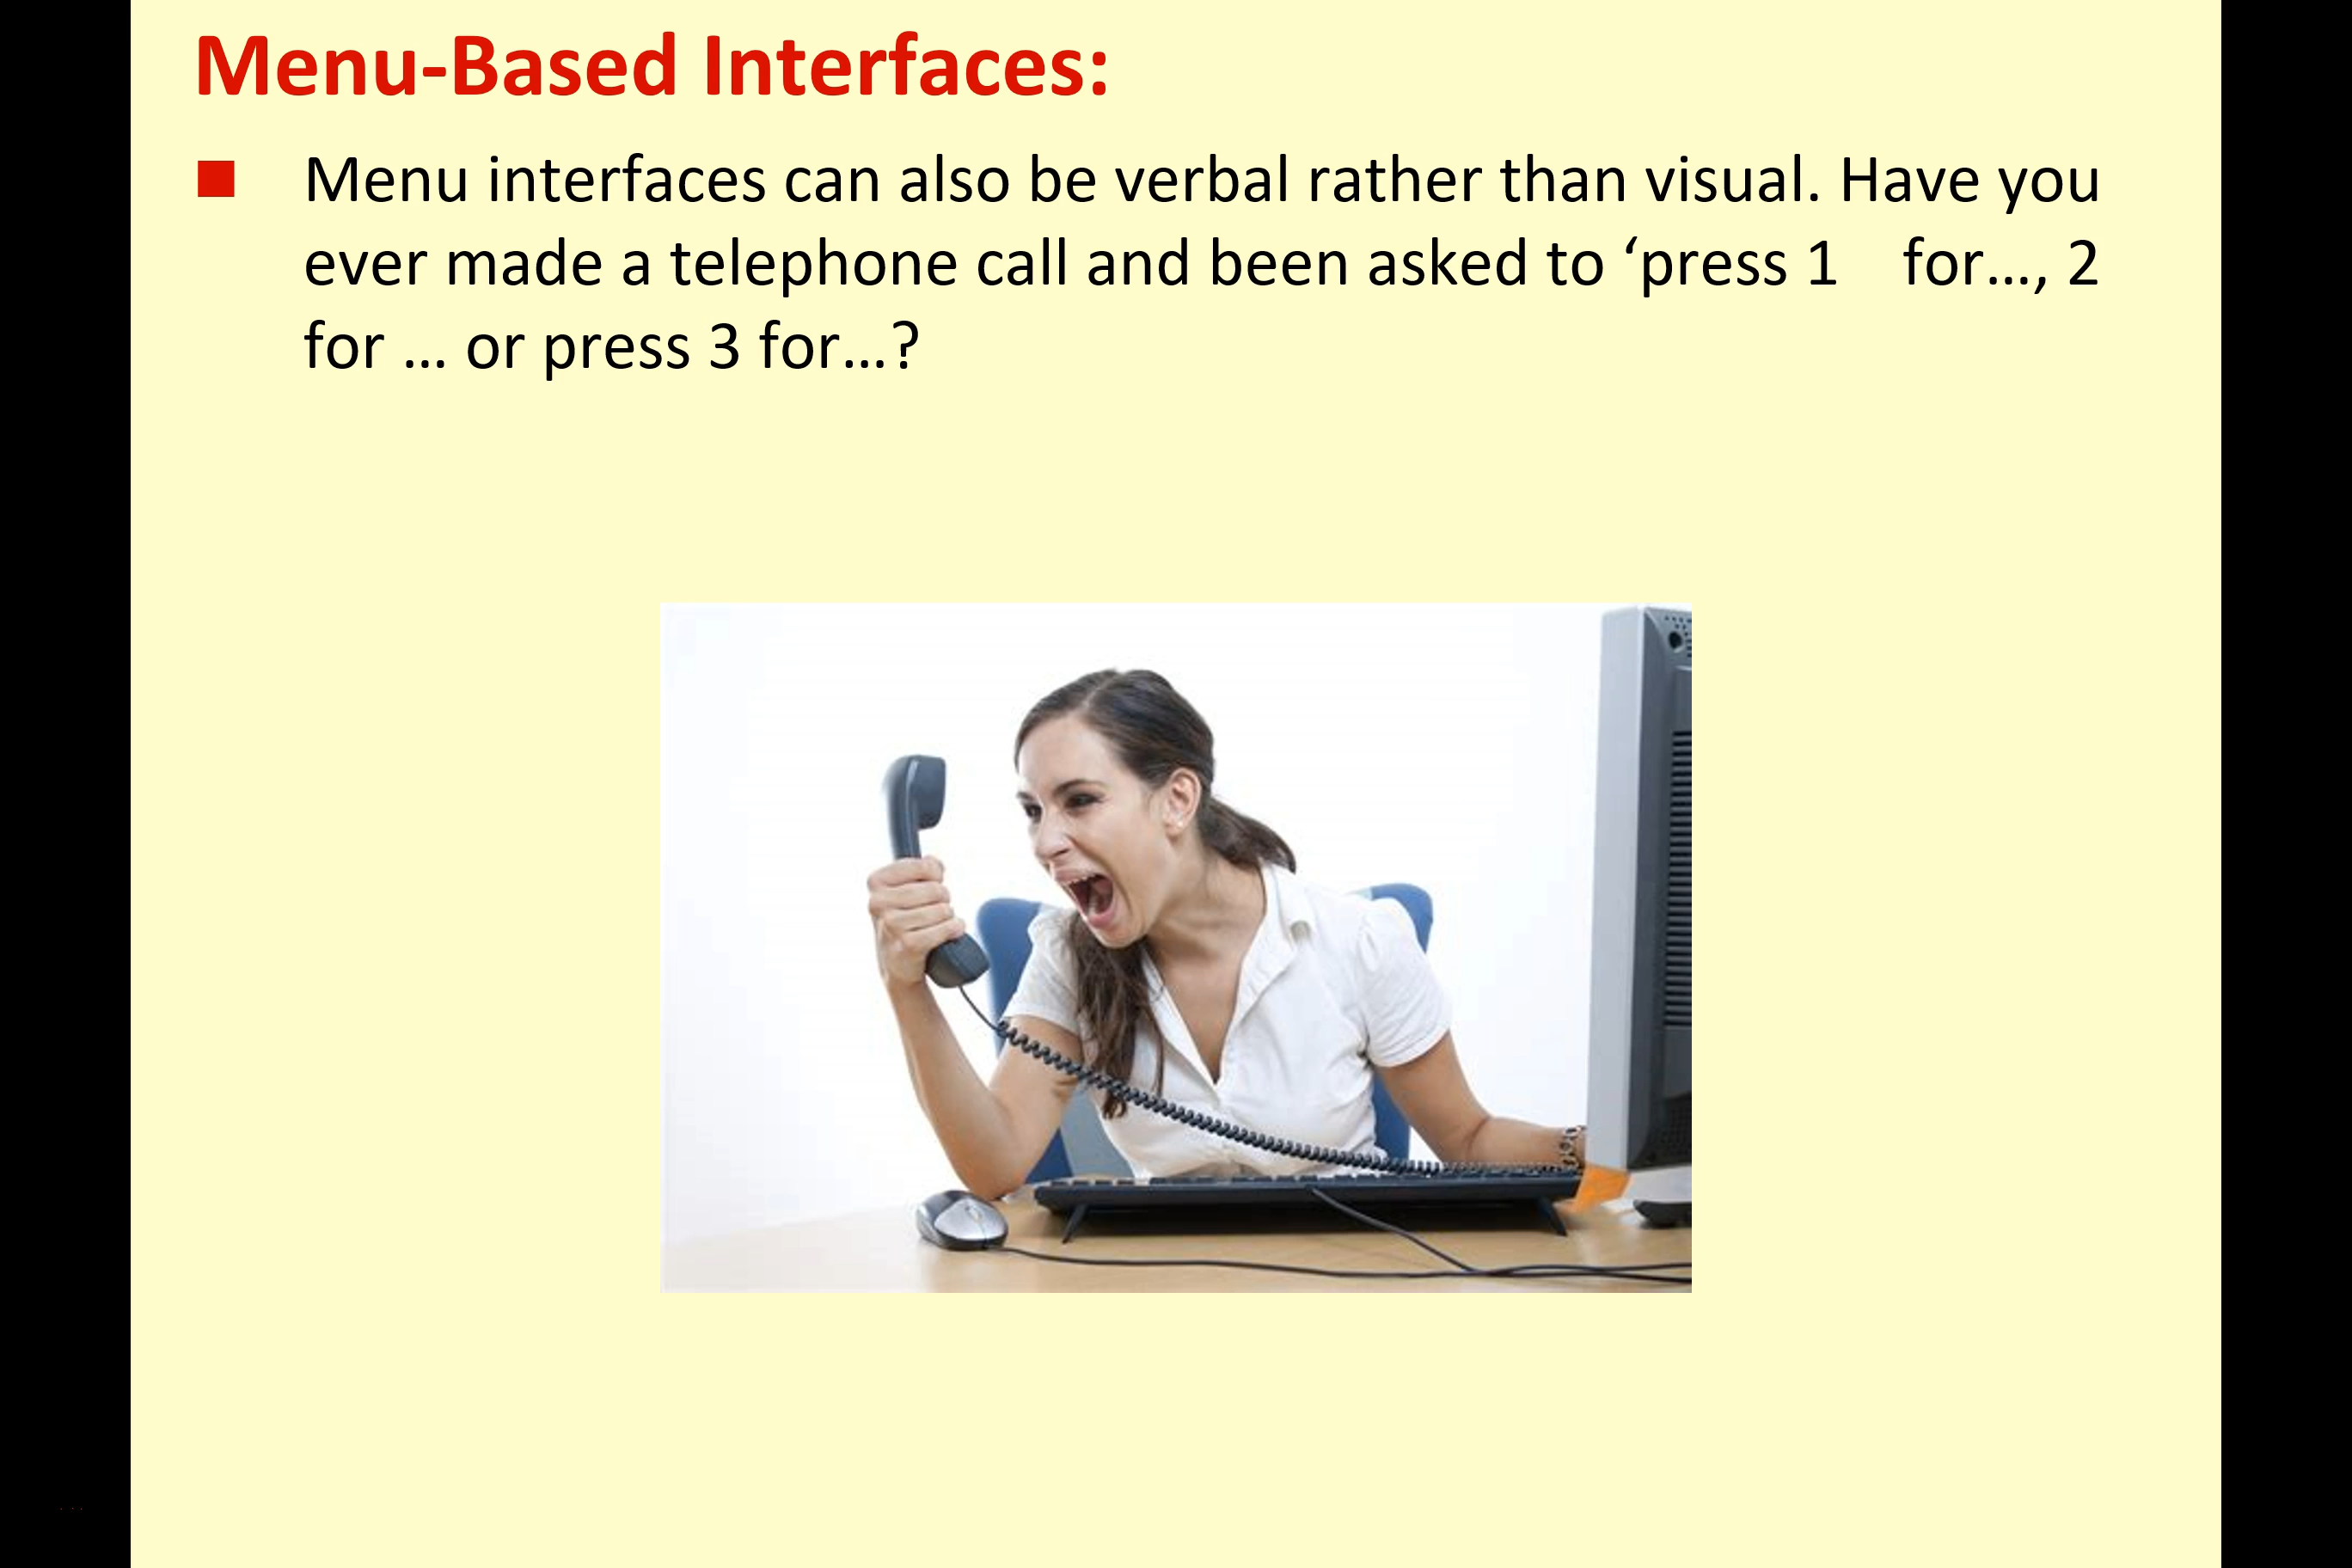 Menu-Based Interfaces:
Menu interfaces can also be verbal rather than visual. Have you
ever made a telephone call and been asked to ‘press 1 for…, 2
for … or press 3 for…?